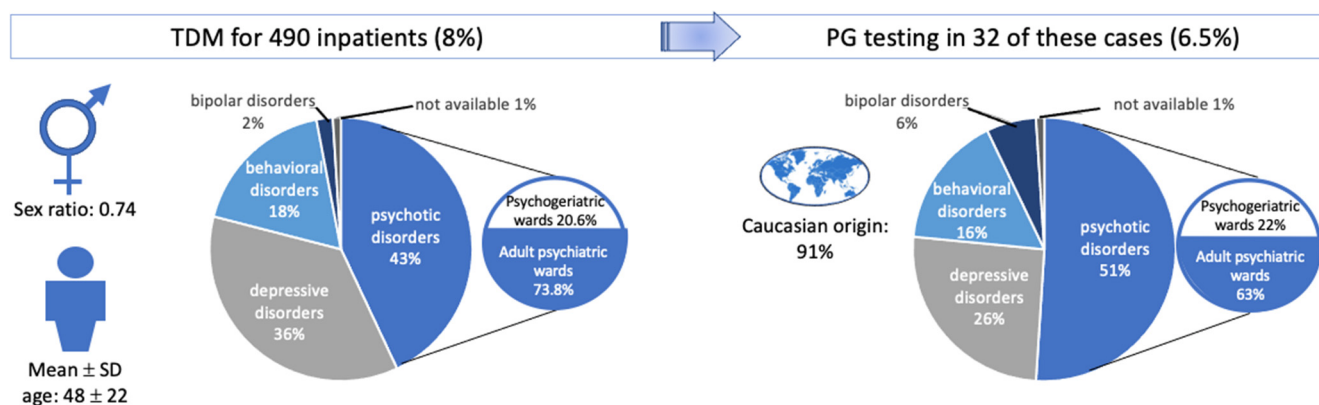 TDM for 490 inpatients (8%)
PG testing in 32 of these cases (6.5%)
Sex ratio: 0.74
Mean ± SD
age: 48 ± 22
bipolar disorders
2%
not available 1%
behavioral
disorders
18%
psychotic
disorders
43%
depressive
disorders
36%
Psychogeriatric
wards 20.6%
Adult psychiatric
wards
73.8%
Caucasian origin:
91%
bipolar disorders
6%
not available 1%
behavioral
disorders
16%
psychotic
disorders
51%
depressive
disorders
26%
Psychogeriatric
wards 22%
Adult psychiatric
wards
63%